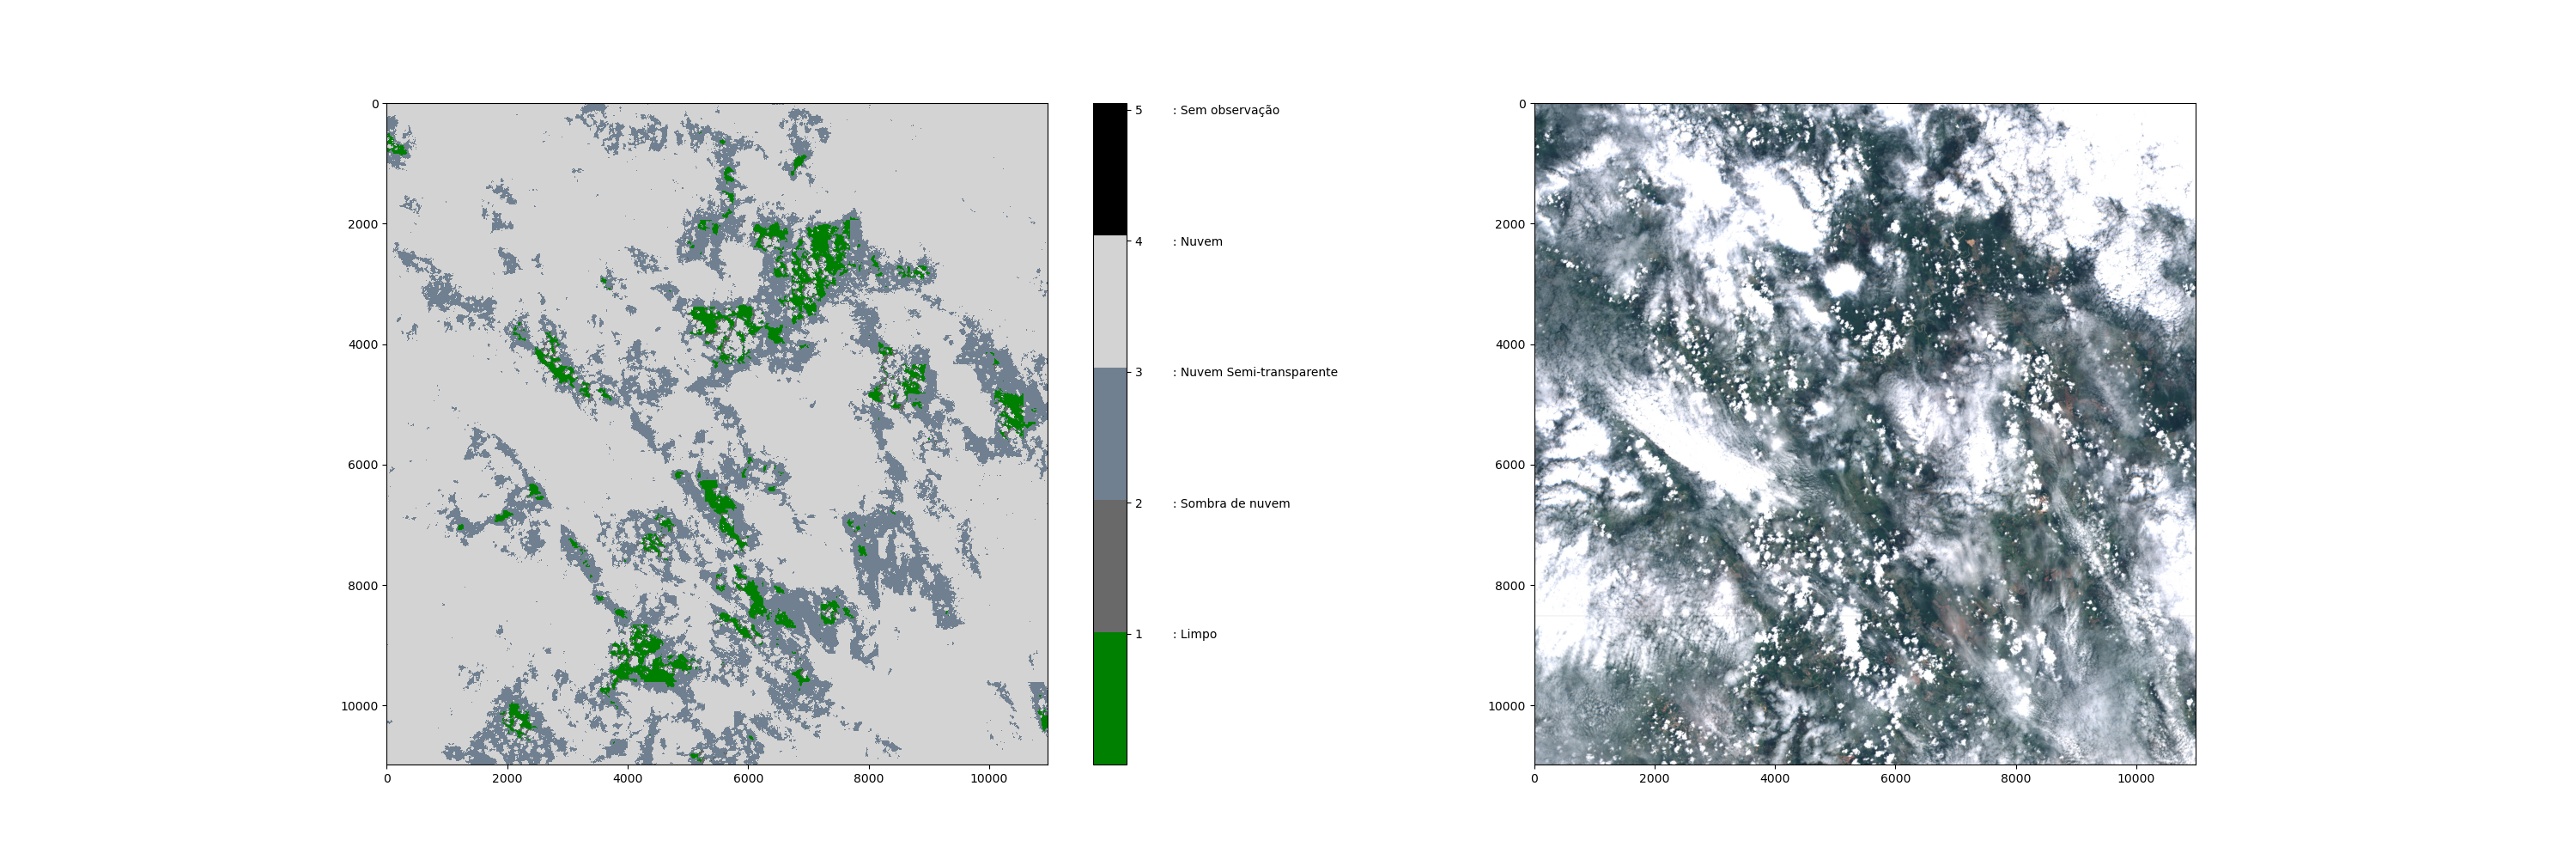 0
2000
4000
6000
8000
10000
0 2000 4000 6000 8000 10000
5 : Sem observação
4 : Nuvem
3 : Nuvem Semi-transparente
2 : Sombra de nuvem
1 : Limpo
0
2000
4000
6000
8000
10000
0 2000 4000 6000 8000 10000